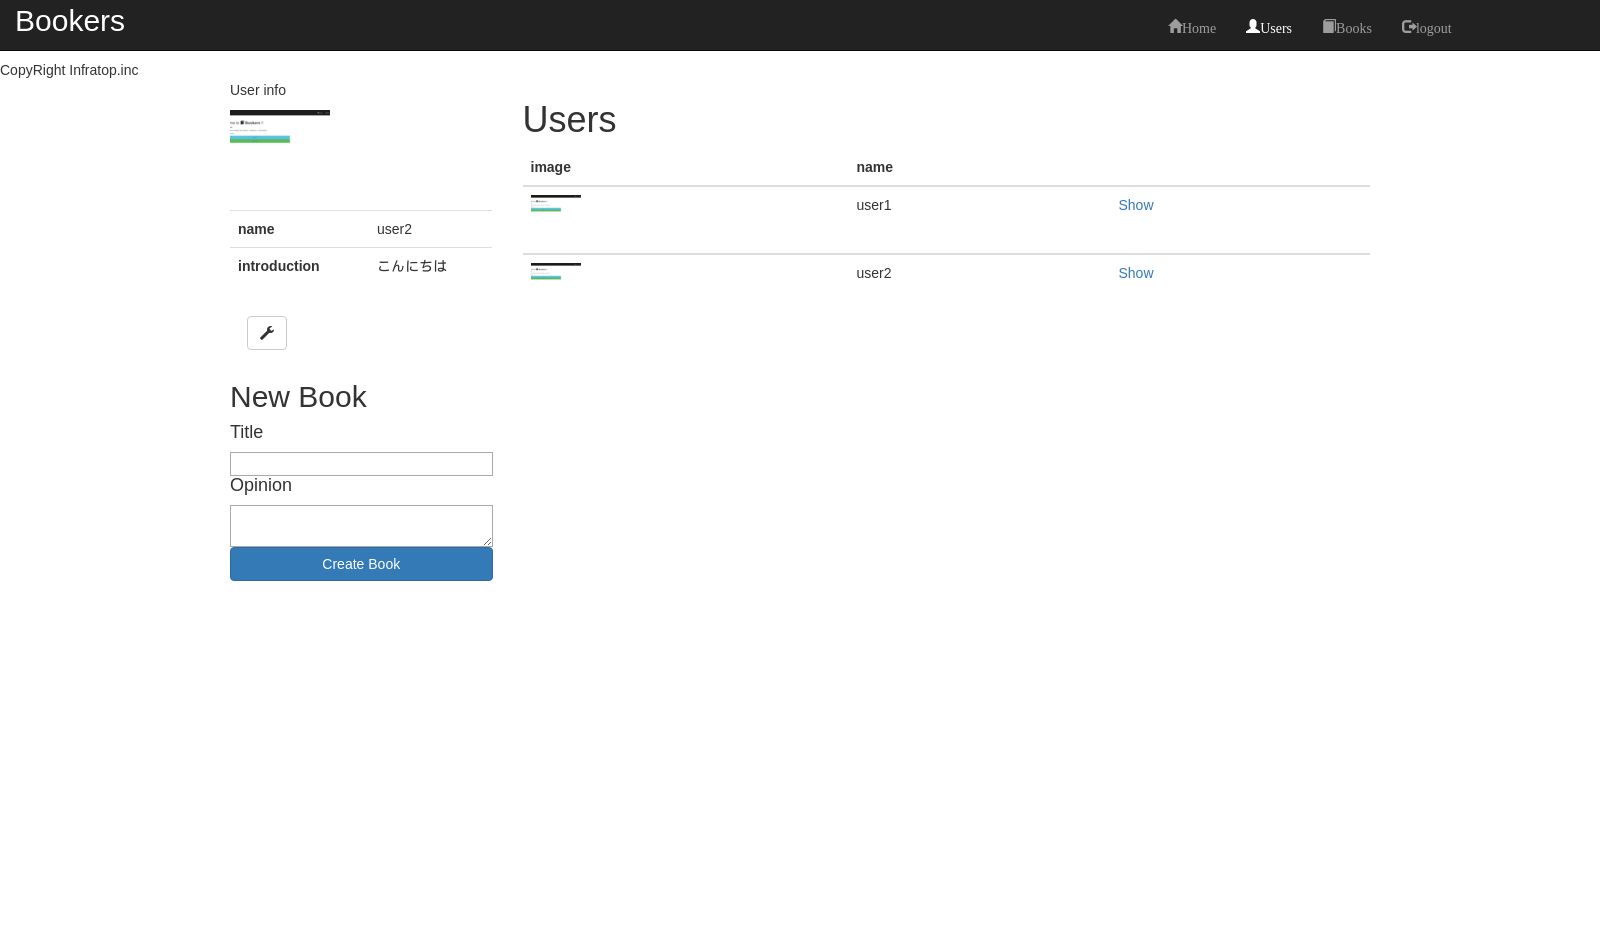 Bookers
Home Users Books logout
CopyRight Infratop.inc
User info
name user2
introduction こんにちは
New Book
Title
Opinion
Create Book
Users
image name
user1 Show
user2 Show